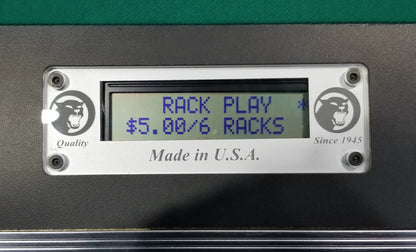 RACK PLAY *
$5.00/6 RACKS
Quality
Since 1945
Made in U.S.A.